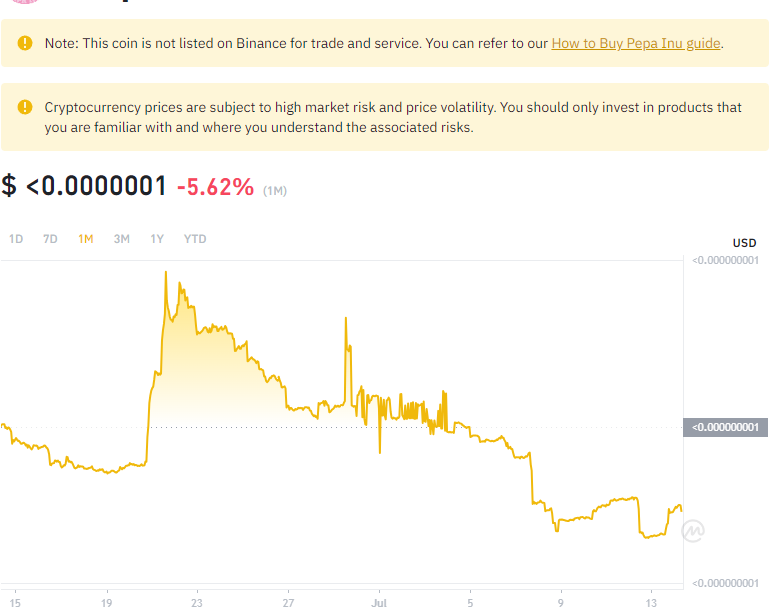 Note: This coin is not listed on Binance for trade and service. You can refer to our How to Buy Pepa Inu guide.
Cryptocurrency prices are subject to high market risk and price volatility. You should only invest in products that
you are familiar with and where you understand the associated risks.
$ <0.0000001 -5.62% (1M)
1D 7D 1M 3M 1Y YTD
USD
<0.000000001
<0.000000001
<0.000000001
15 19 23 27 Jul 5 9 13